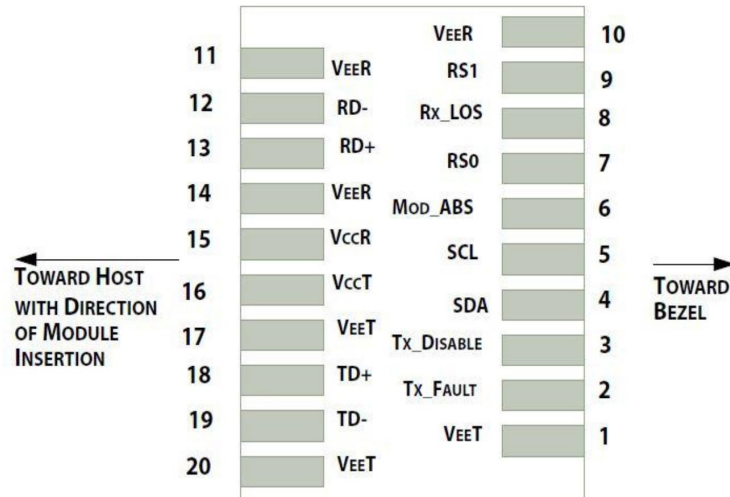 11 VEER
12 RD-
13 RD+
14 VEER
15 VCCR
16 VCCT
17 VEET
18 TD+
19 TD-
20 VEET
VEER 10
RS1 9
RX_LOS 8
RS0 7
MOD_ABS 6
SCL 5
SDA 4
TX_DISABLE 3
TX_FAULT 2
VEET 1
TOWARD HOST
WITH DIRECTION
OF MODULE
INSERTION
TOWARD
BEZEL